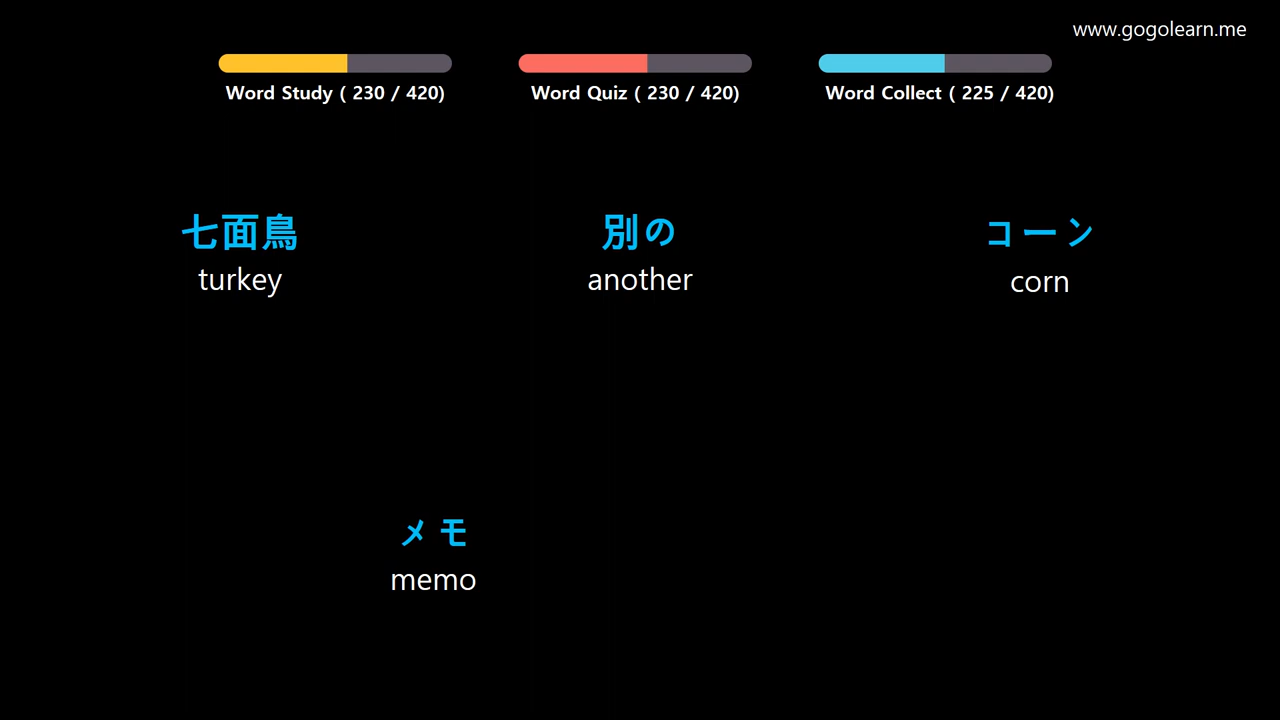 www.gogolearn.me
Word Study ( 230 / 420)
Word Quiz ( 230 / 420)
Word Collect ( 225 / 420)
七面鳥
turkey
別の
another
コーン
corn
メモ
memo